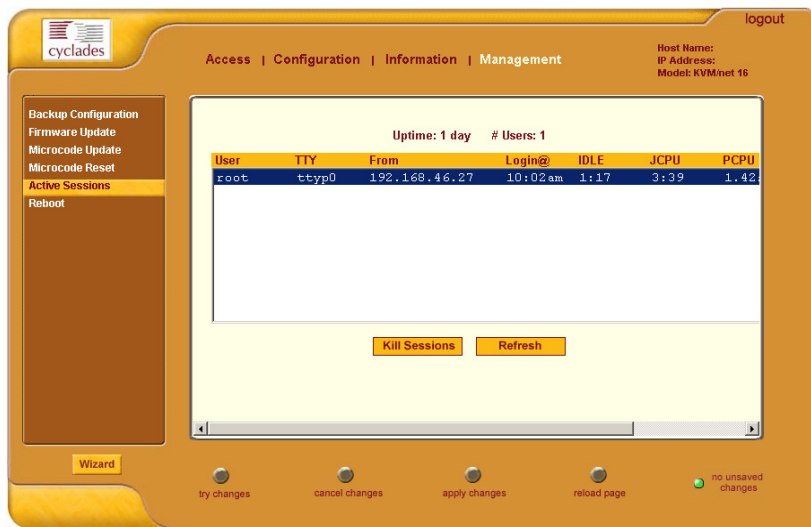 logout
cyclades
Access | Configuration | Information | Management
Host Name:
IP Address:
Model: KVM/net 16
Backup Configuration
Firmware Update
Microcode Update
Microcode Reset
Active Sessions
Reboot
Uptime: 1 day # Users: 1
User TTY From Login@ IDLE JCPU PCPU
root ttyp0 192.168.46.27 10:02am 1:17 3:39 1.42
Kill Sessions Refresh
Wizard
try changes cancel changes apply changes reload page no unsaved changes